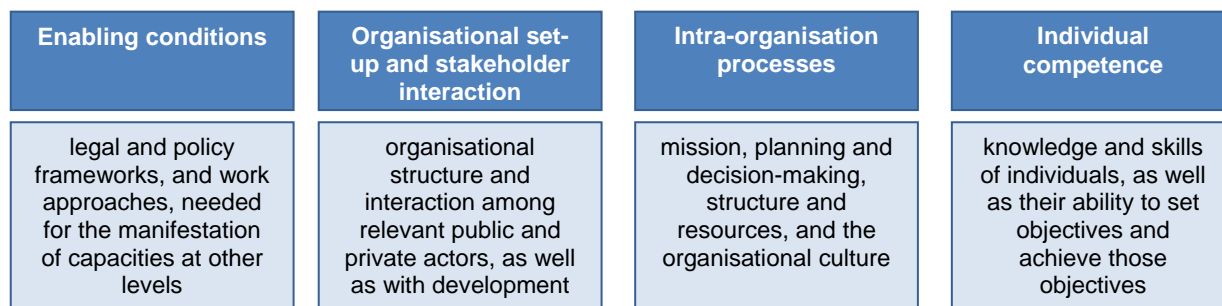 Enabling conditions
legal and policy
frameworks, and work
approaches, needed
for the manifestation
of capacities at other
levels
Organisational set-
up and stakeholder
interaction
organisational
structure and
interaction among
relevant public and
private actors, as well
as with development
Intra-organisation
processes
mission, planning and
decision-making,
structure and
resources, and the
organisational culture
Individual
competence
knowledge and skills
of individuals, as well
as their ability to set
objectives and
achieve those
objectives